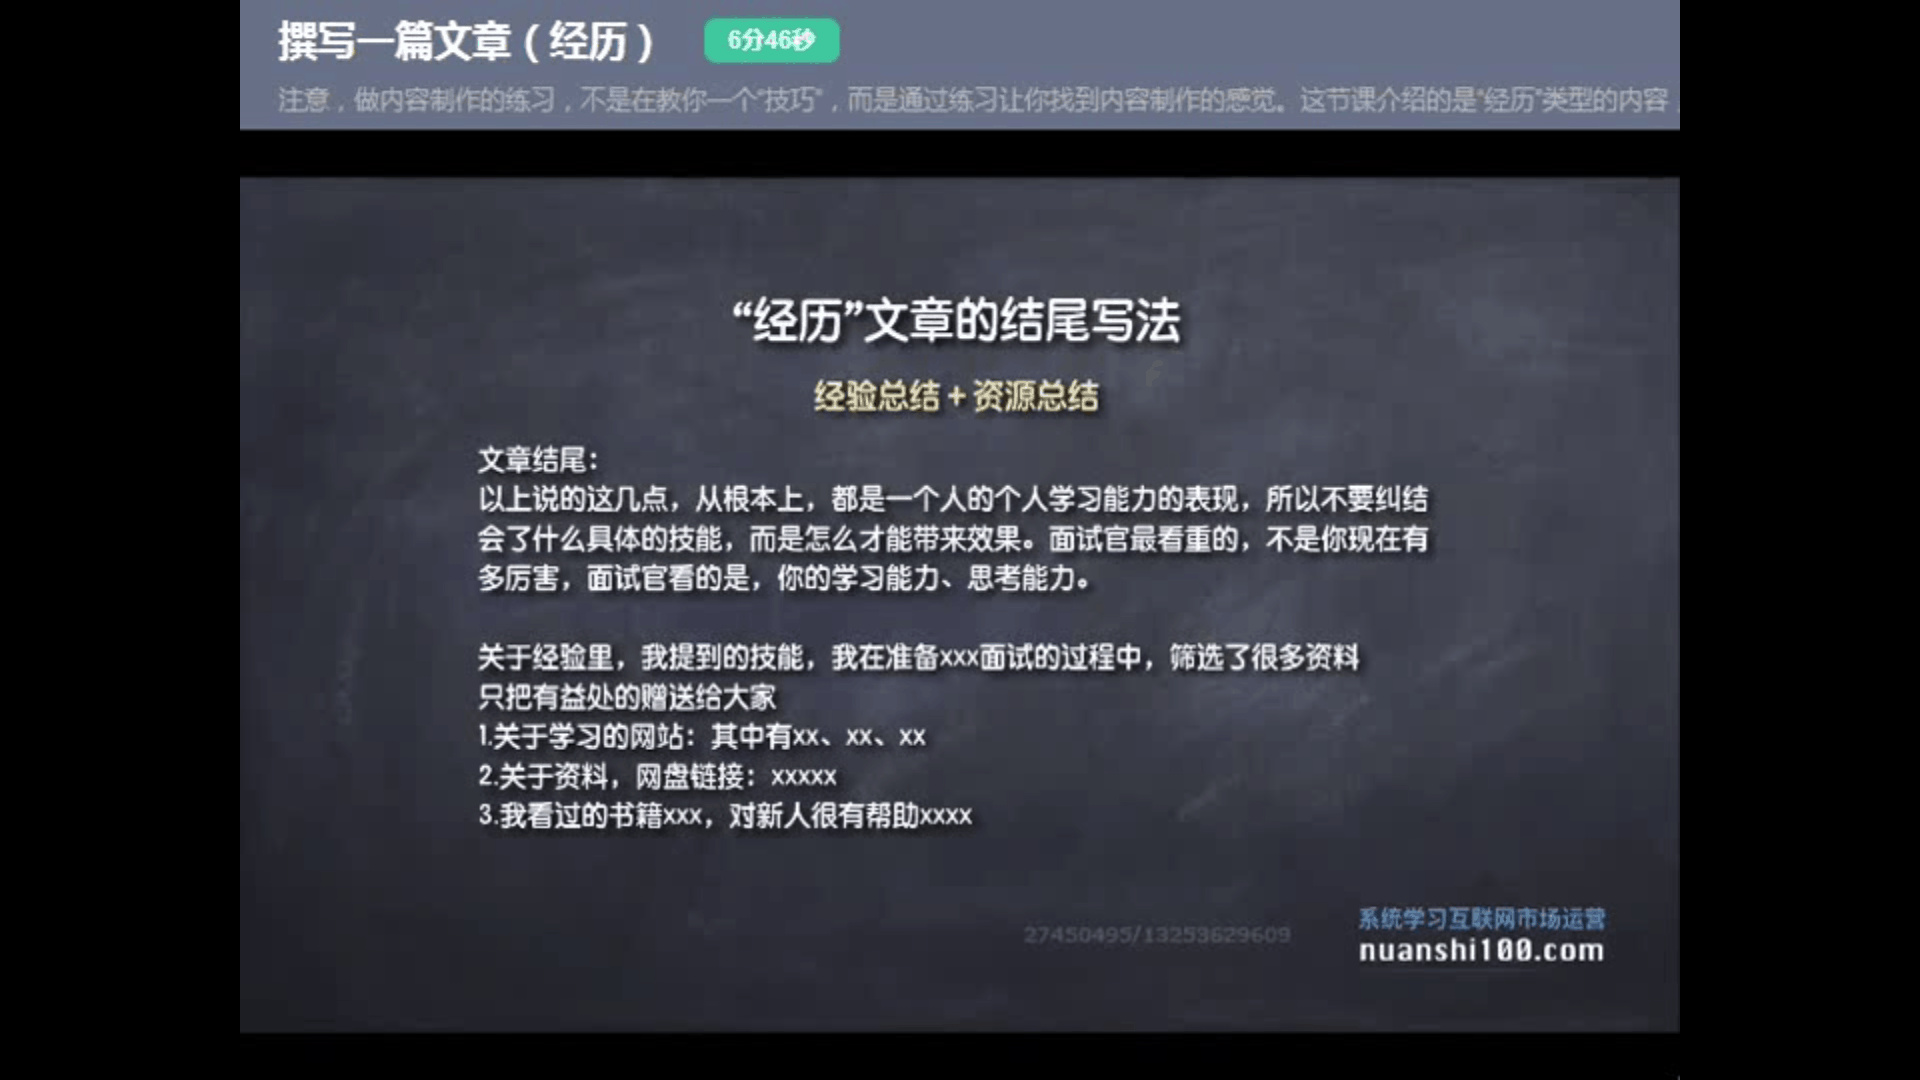 撰写一篇文章（经历）
6分46秒
注意，做内容制作的练习，不是在教你一个“技巧”，而是通过练习让你找到内容制作的感觉。这节课介绍的是“经历”类型的内容，
“经历”文章的结尾写法
经验总结+资源总结
文章结尾：
以上说的这几点，从根本上，都是一个人的个人学习能力的表现，所以不要纠结
会了什么具体的技能，而是怎么才能带来效果。面试官最看重的，不是你现在有
多厉害，面试官看的是，你的学习能力、思考能力。
关于经验里，我提到的技能，我在准备xxx面试的过程中，筛选了很多资料
只把有益处的赠送给大家
1.关于学习的网站：其中有xx、xx、xx
2.关于资料，网盘链接：xxxxx
3.我看过的书籍xxx，对新人很有帮助xxxx
27450495/13253629609
系统学习互联网市场运营
nuanshi100.com